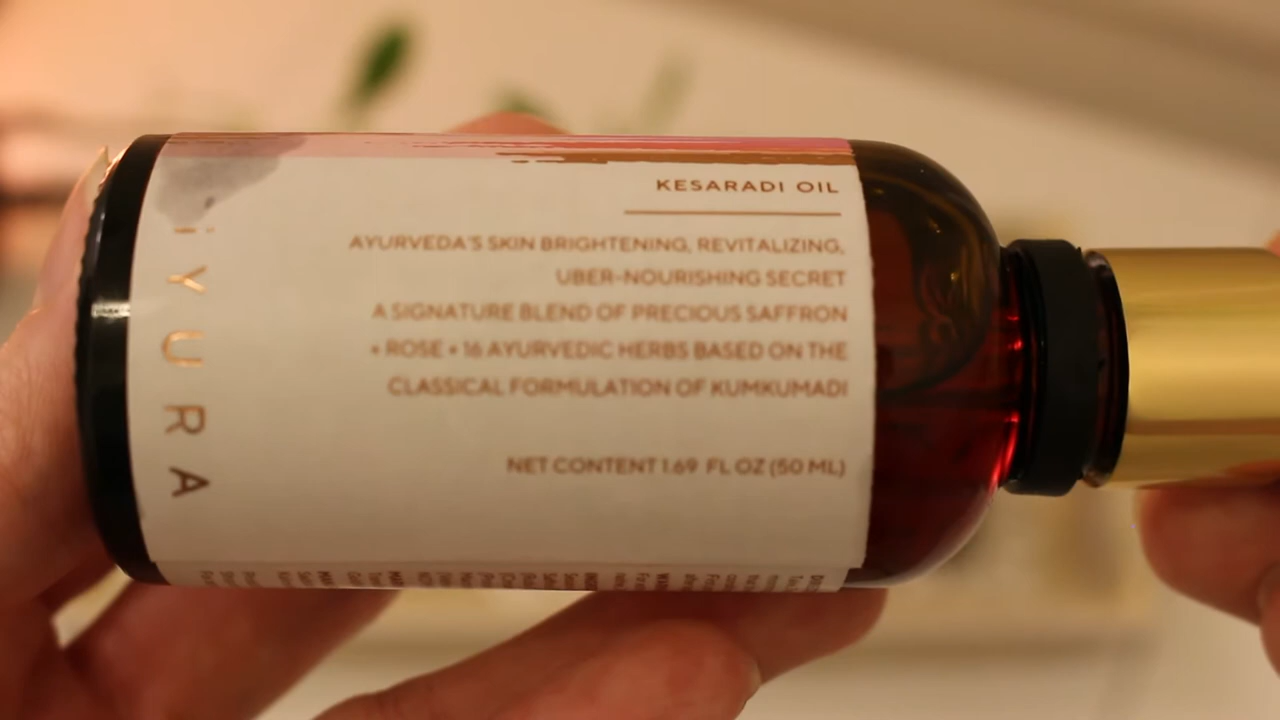 iYURA
KESARADI OIL
AYURVEDA'S SKIN BRIGHTENING, REVITALIZING,
UBER-NOURISHING SECRET
A SIGNATURE BLEND OF PRECIOUS SAFFRON
+ ROSE + 16 AYURVEDIC HERBS BASED ON THE
CLASSICAL FORMULATION OF KUMKUMADI
NET CONTENT 1.69 FL OZ (50 ML)